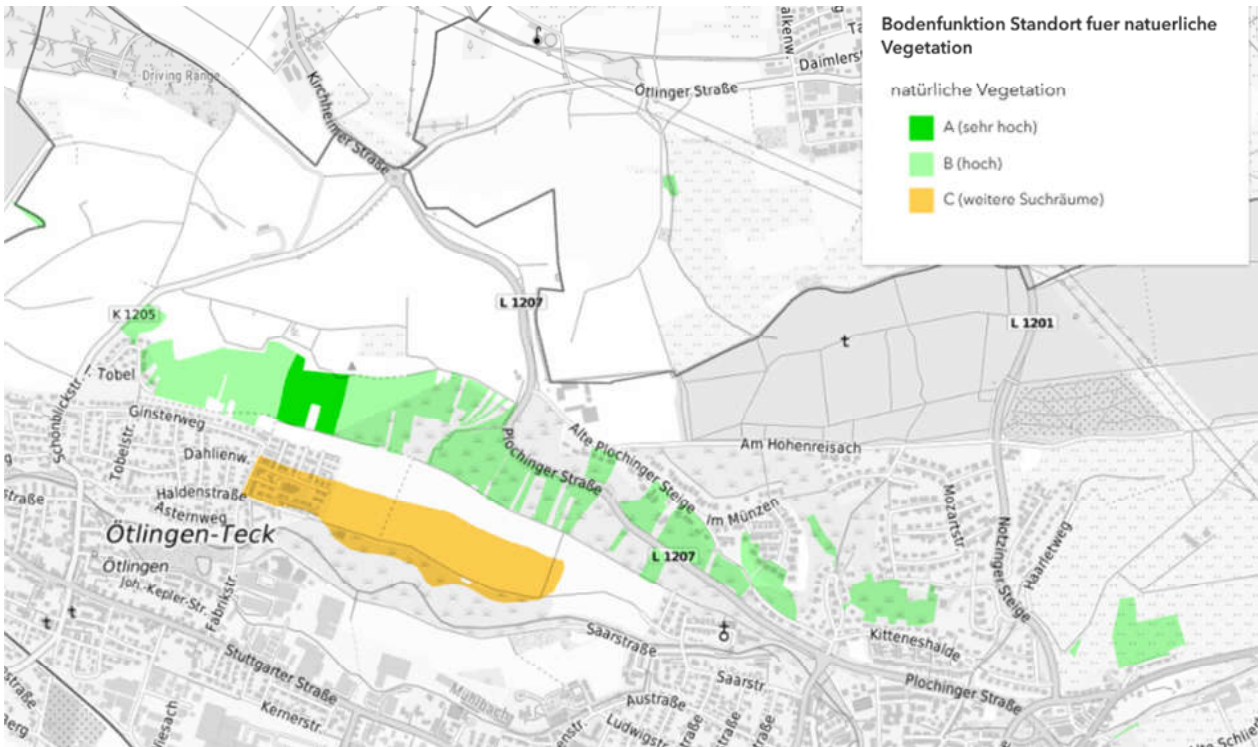 Bodenfunktion Standort fuer natuerliche
Vegetation
natürliche Vegetation
A (sehr hoch)
B (hoch)
C (weitere Suchräume)
Driving Range
Kirchheimer Straße
Ötlinger Straße
K 1205
L 1207
L 1201
Tobel
Schönblickstr.
Ginsterweg
Tobelstr.
Dahlienw.
Haldenstraße
Asternweg
Ötlingen-Teck
Ötlingen
Joh.-Kepler-Str.
Fabrikstr
Stuttgarter Straße
Kernerstr.
Plochinger Straße
Alte Plochinger Steige
Im Münzen
Am Hohenreisach
L 1207
Mozartstr.
Notzinger Steige
Haarletweg
Kitteneshalde
Plochinger Straße
Saarstraße
Saarstr
Austraße
Ludwigstr
Mühlbach